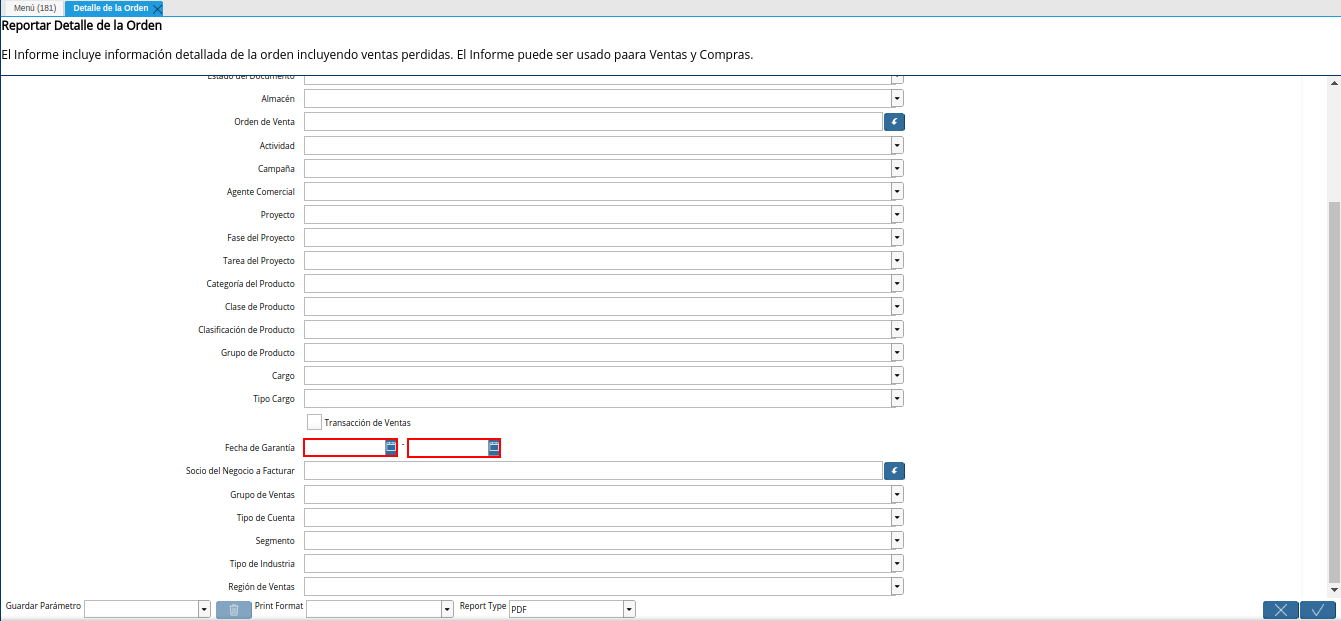 Menú (181)
Detalle de la Orden
Reportar Detalle de la Orden
El Informe incluye información detallada de la orden incluyendo ventas perdidas. El Informe puede ser usado paara Ventas y Compras.
Estado del Documento
Almacén
Orden de Venta
Actividad
Campaña
Agente Comercial
Proyecto
Fase del Proyecto
Tarea del Proyecto
Categoría del Producto
Clase de Producto
Clasificación de Producto
Grupo de Producto
Cargo
Tipo Cargo
Transacción de Ventas
Fecha de Garantía -
Socio del Negocio a Facturar
Grupo de Ventas
Tipo de Cuenta
Segmento
Tipo de Industria
Región de Ventas
Guardar Parámetro Print Format Report Type PDF